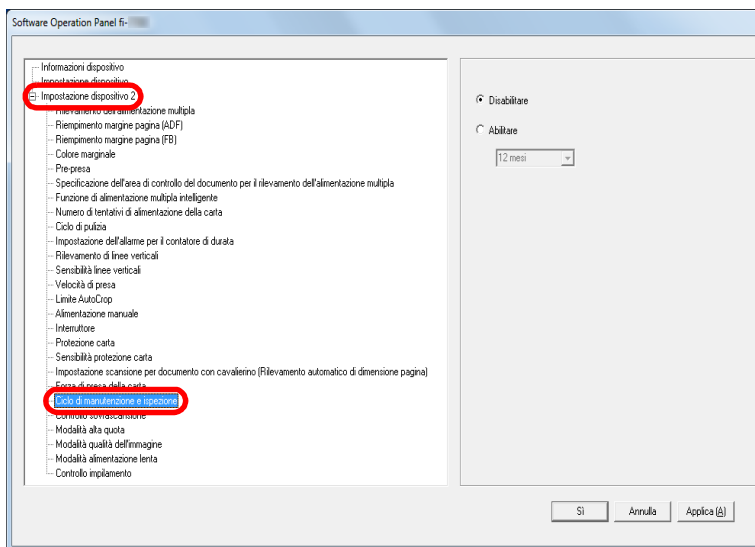 Software Operation Panel fi-
Informazioni dispositivo
Impostazione dispositivo
Impostazione dispositivo 2
Rilevamento dell'alimentazione multipla
Riempimento margine pagina (ADF)
Riempimento margine pagina (FB)
Colore marginale
Pre-presa
Specificazione dell'area di controllo del documento per il rilevamento dell'alimentazione multipla
Funzione di alimentazione multipla intelligente
Numero di tentativi di alimentazione della carta
Ciclo di pulizia
Impostazione dell'allarme per il contatore di durata
Rilevamento di linee verticali
Sensibilità linee verticali
Velocità di presa
Limite AutoCrop
Alimentazione manuale
Interruttore
Protezione carta
Sensibilità protezione carta
Impostazione scansione per documento con cavalierino (Rilevamento automatico di dimensione pagina)
Forza di presa della carta
Ciclo di manutenzione e ispezione
Controllo sovrascansione
Modalità alta quota
Modalità qualità dell'immagine
Modalità alimentazione lenta
Controllo impilamento
Disabilitare
Abilitare
12 mesi
Sì Annulla Applica (A)